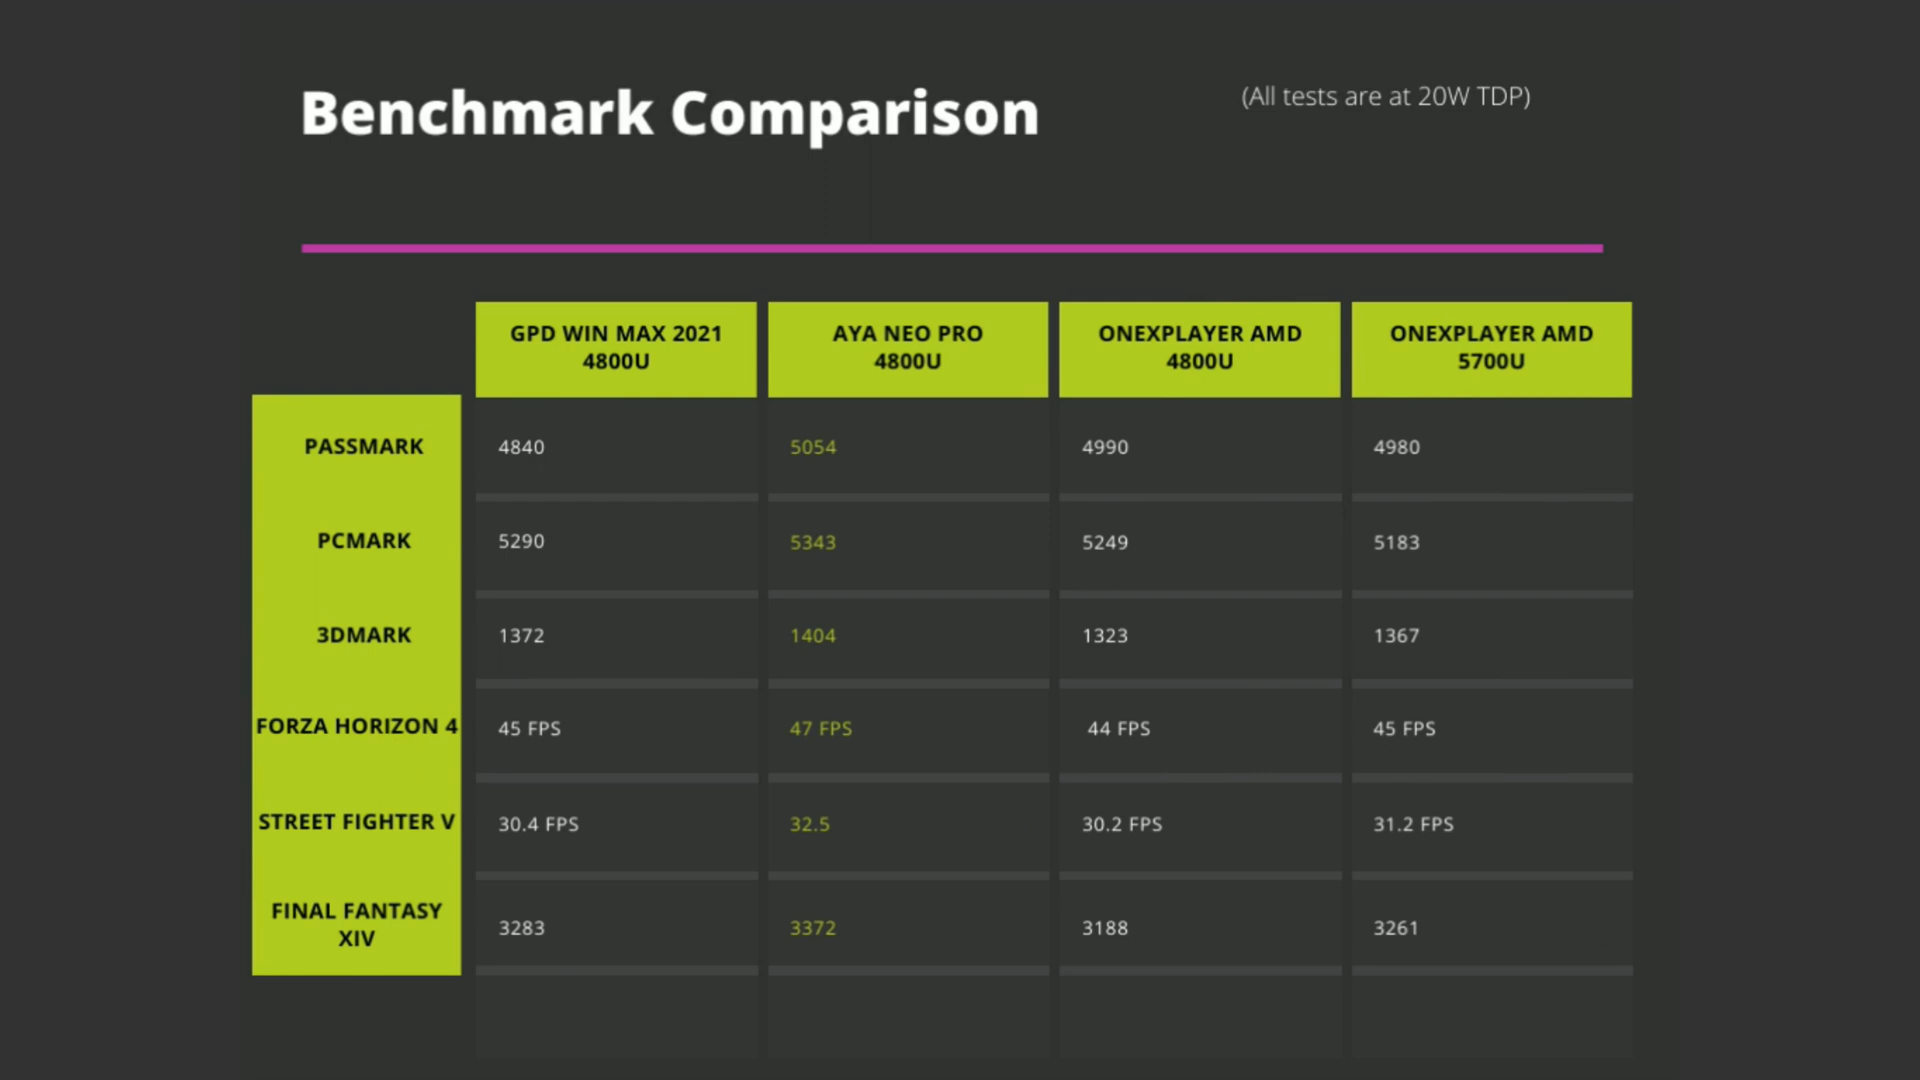 Benchmark Comparison
(All tests are at 20W TDP)
GPD WIN MAX 2021
4800U
AYA NEO PRO
4800U
ONEXPLAYER AMD
4800U
ONEXPLAYER AMD
5700U
PASSMARK 4840 5054 4990 4980
PCMARK 5290 5343 5249 5183
3DMARK 1372 1404 1323 1367
FORZA HORIZON 4 45 FPS 47 FPS 44 FPS 45 FPS
STREET FIGHTER V 30.4 FPS 32.5 30.2 FPS 31.2 FPS
FINAL FANTASY
XIV
3283 3372 3188 3261